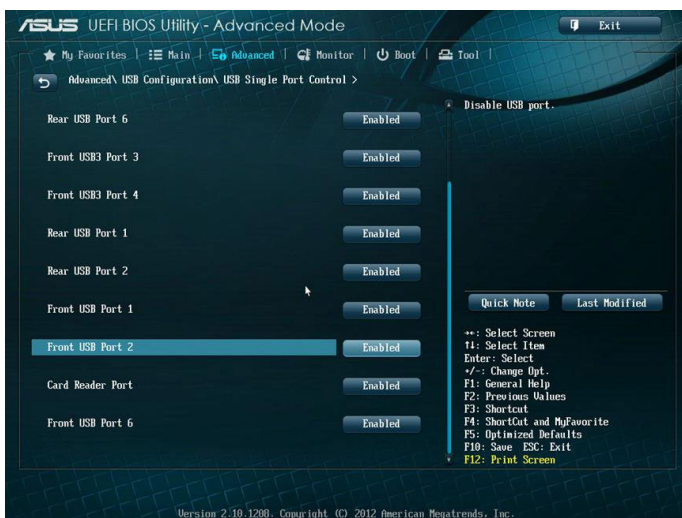 ASUS UEFI BIOS Utility - Advanced Mode
Exit
My Favorites | Main | Advanced | Monitor | Boot | Tool |
Advanced\ USB Configuration\ USB Single Port Control >
Disable USB port.
Rear USB Port 6 Enabled
Front USB3 Port 3 Enabled
Front USB3 Port 4 Enabled
Rear USB Port 1 Enabled
Rear USB Port 2 Enabled
Front USB Port 1 Enabled
Front USB Port 2 Enabled
Card Reader Port Enabled
Front USB Port 6 Enabled
Quick Note Last Modified
→←: Select Screen
↑↓: Select Item
Enter: Select
+/-: Change Opt.
F1: General Help
F2: Previous Values
F3: Shortcut
F4: ShortCut and MyFavorite
F5: Optimized Defaults
F10: Save ESC: Exit
F12: Print Screen
Version 2.10.1208. Copyright (C) 2012 American Megatrends, Inc.